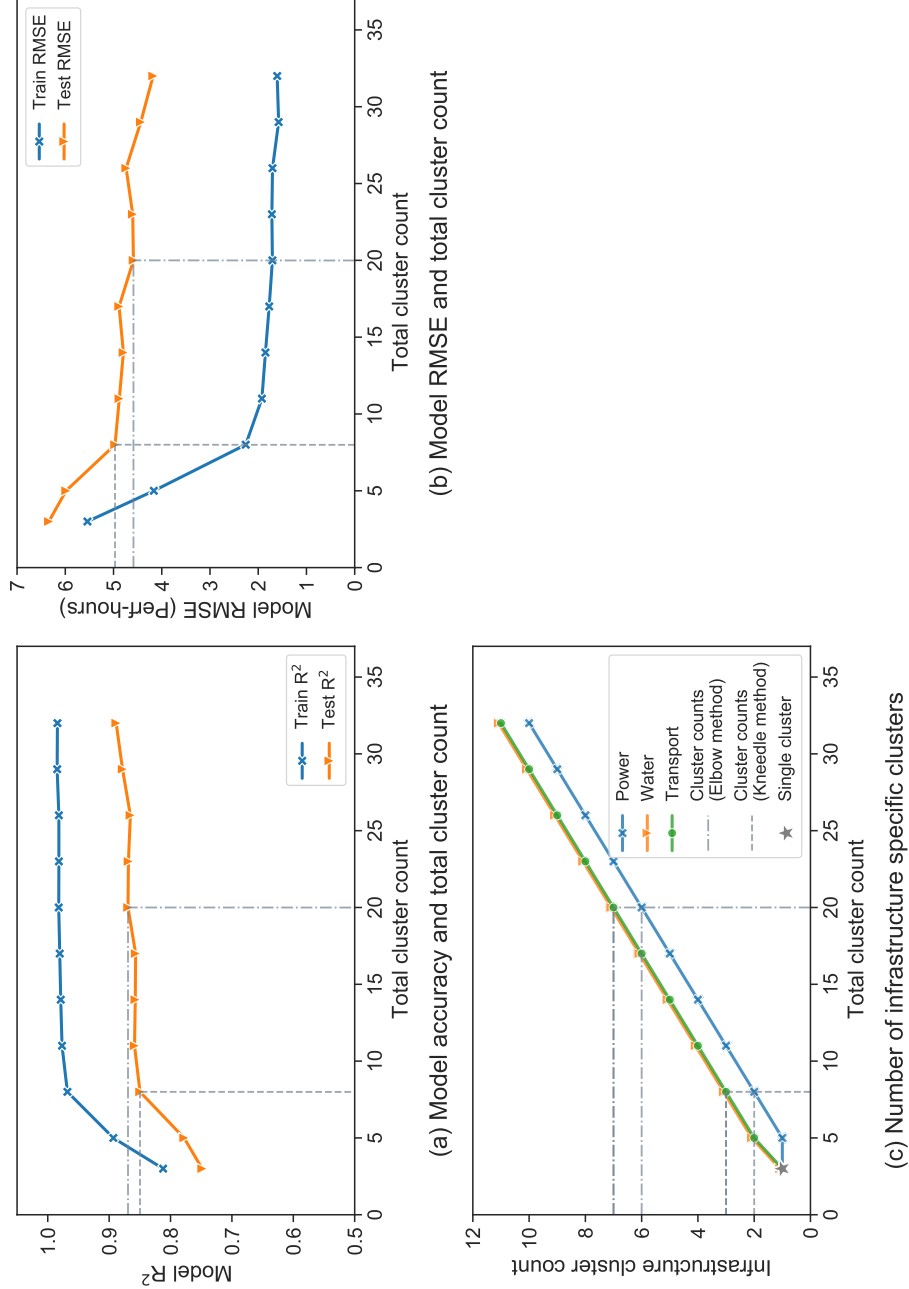 1.0
0.9
0.8
0.7
0.6
0.5
Model R²
0 5 10 15 20 25 30 35
Total cluster count
Train R²
Test R²
(a) Model accuracy and total cluster count
7
6
5
4
3
2
1
0
Model RMSE (Perf-hours)
0 5 10 15 20 25 30 35
Total cluster count
Train RMSE
Test RMSE
(b) Model RMSE and total cluster count
12
10
8
6
4
2
0
Infrastructure cluster count
0 5 10 15 20 25 30 35
Total cluster count
Power
Water
Transport
Cluster counts
(Elbow method)
Cluster counts
(Kneedle method)
Single cluster
(c) Number of infrastructure specific clusters